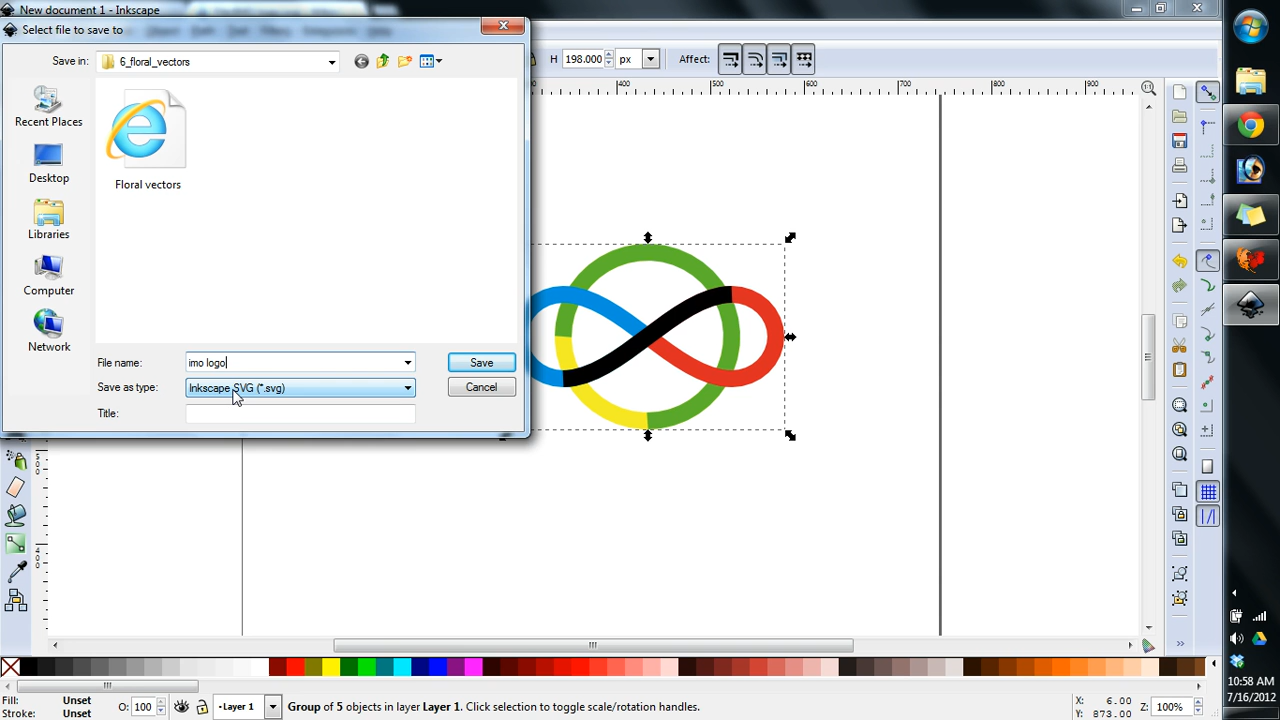 New document 1 - Inkscape
Select file to save to
Save in:
6_floral_vectors
H
198.000
px
Affect:
400
500
600
700
800
900
Recent Places
Desktop
Libraries
Computer
Network
Floral vectors
File name:
imo logo
Save
Save as type:
Inkscape SVG (*.svg)
Cancel
Title:
Fill:
Unset
Stroke:
Unset
O:
100
•Layer 1
Group of 5 objects in layer Layer 1. Click selection to toggle scale/rotation handles.
X:
6.00
Y:
873.00
Z:
100%
10:58 AM
7/16/2012